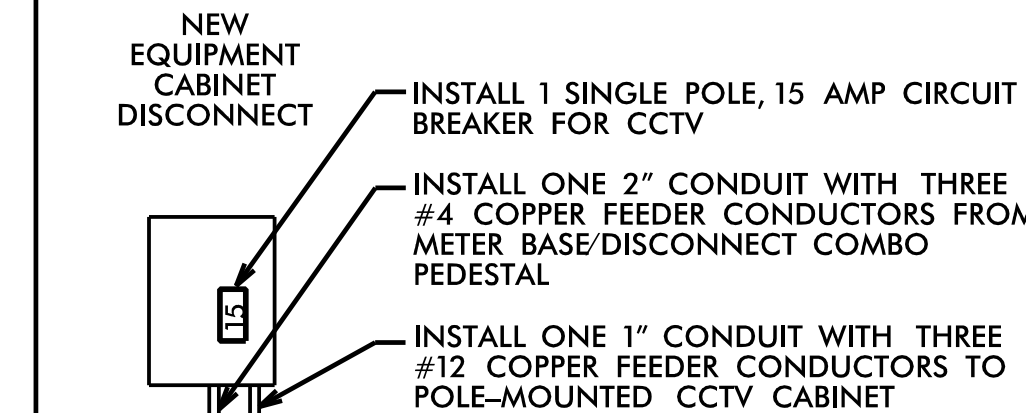 NEW
EQUIPMENT
CABINET
DISCONNECT
INSTALL 1 SINGLE POLE, 15 AMP CIRCUIT
BREAKER FOR CCTV
INSTALL ONE 2" CONDUIT WITH THREE
#4 COPPER FEEDER CONDUCTORS FROM
METER BASE/DISCONNECT COMBO
PEDESTAL
15
INSTALL ONE 1" CONDUIT WITH THREE
#12 COPPER FEEDER CONDUCTORS TO
POLE–MOUNTED CCTV CABINET